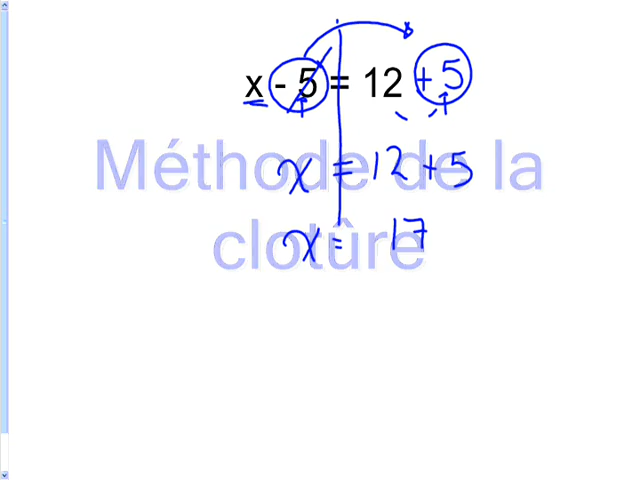 x - 5 = 12 + 5
x = 12 + 5
x = 17
Méthode de la
clotûre